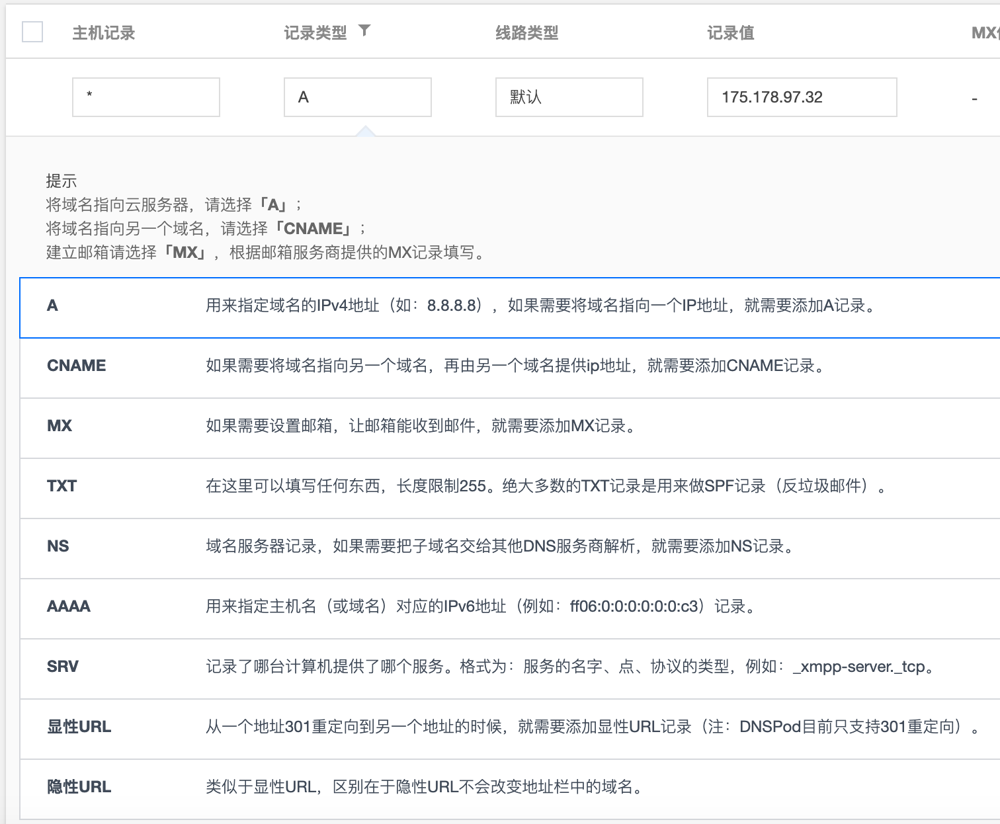 主机记录 记录类型 线路类型 记录值 MX
* A 默认 175.178.97.32 -
提示
将域名指向云服务器，请选择「A」；
将域名指向另一个域名，请选择「CNAME」；
建立邮箱请选择「MX」，根据邮箱服务商提供的MX记录填写。
A 用来指定域名的IPv4地址（如：8.8.8.8），如果需要将域名指向一个IP地址，就需要添加A记录。
CNAME 如果需要将域名指向另一个域名，再由另一个域名提供ip地址，就需要添加CNAME记录。
MX 如果需要设置邮箱，让邮箱能收到邮件，就需要添加MX记录。
TXT 在这里可以填写任何东西，长度限制255。绝大多数的TXT记录是用来做SPF记录（反垃圾邮件）。
NS 域名服务器记录，如果需要把子域名交给其他DNS服务商解析，就需要添加NS记录。
AAAA 用来指定主机名（或域名）对应的IPv6地址（例如：ff06:0:0:0:0:0:0:c3）记录。
SRV 记录了哪台计算机提供了哪个服务。格式为：服务的名字、点、协议的类型，例如：_xmpp-server._tcp。
显性URL 从一个地址301重定向到另一个地址的时候，就需要添加显性URL记录（注：DNSPod目前只支持301重定向）。
隐性URL 类似于显性URL，区别在于隐性URL不会改变地址栏中的域名。